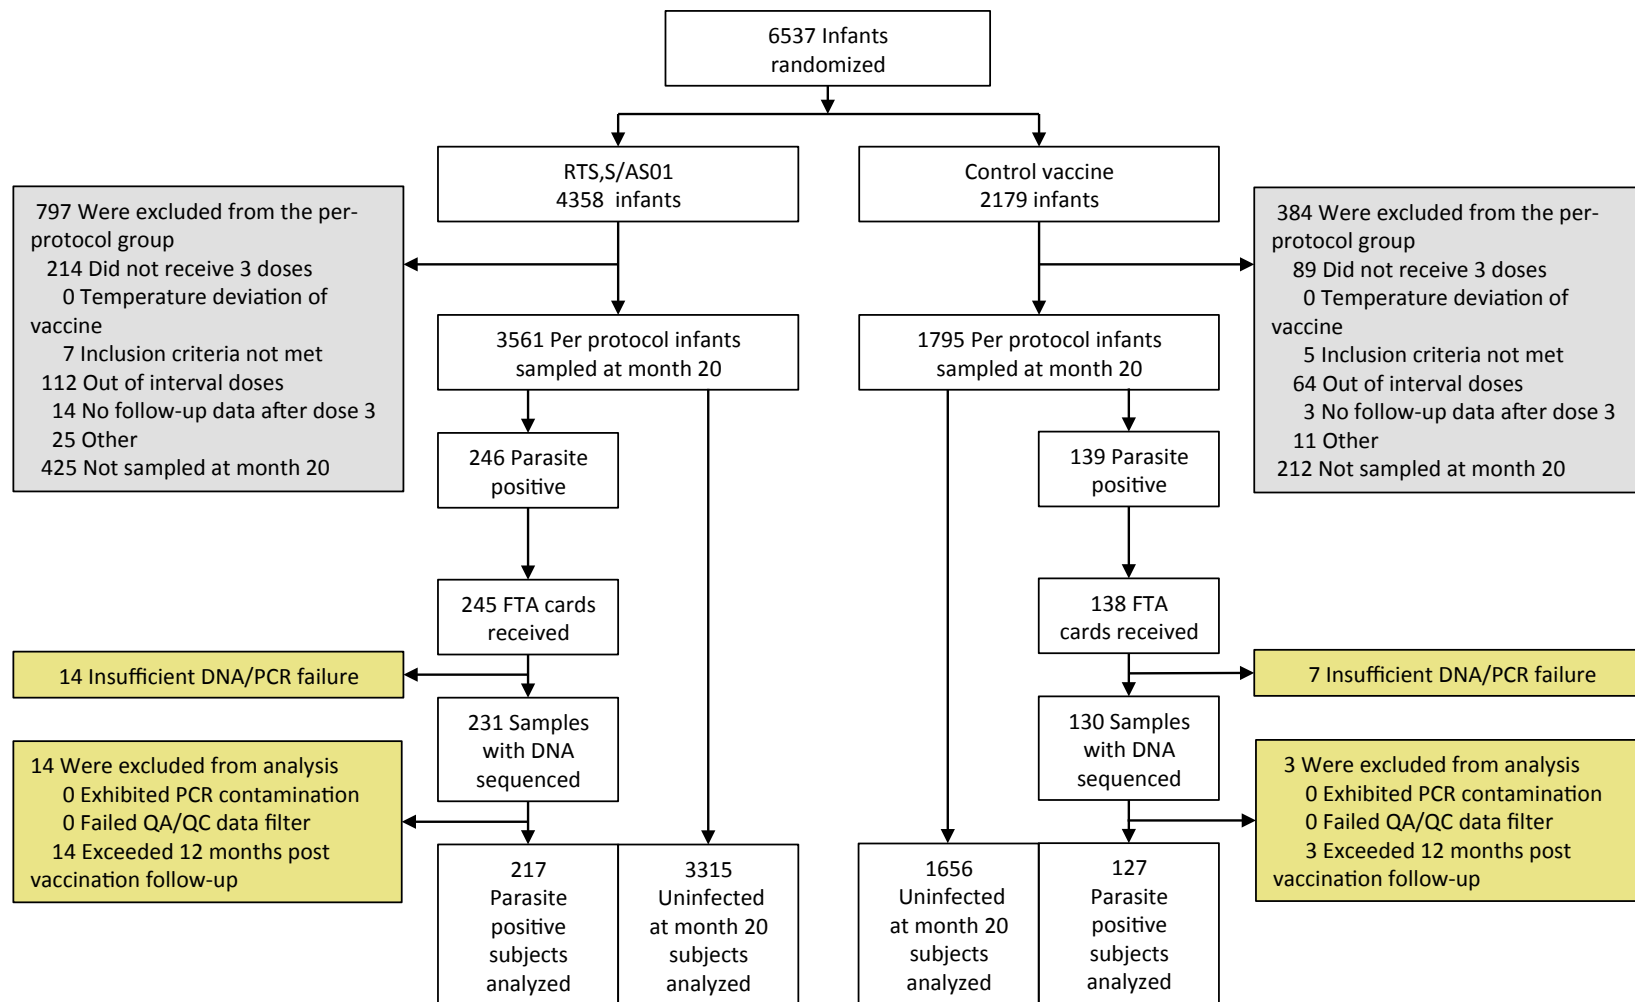 6537 Infants
randomized
RTS,S/AS01
4358 infants
Control vaccine
2179 infants
797 Were excluded from the per-
protocol group
214 Did not receive 3 doses
0 Temperature deviation of
vaccine
7 Inclusion criteria not met
112 Out of interval doses
14 No follow-up data after dose 3
25 Other
425 Not sampled at month 20
384 Were excluded from the per-
protocol group
89 Did not receive 3 doses
0 Temperature deviation of
vaccine
5 Inclusion criteria not met
64 Out of interval doses
3 No follow-up data after dose 3
11 Other
212 Not sampled at month 20
3561 Per protocol infants
sampled at month 20
1795 Per protocol infants
sampled at month 20
246 Parasite
positive
139 Parasite
positive
245 FTA cards
received
138 FTA
cards received
14 Insufficient DNA/PCR failure
7 Insufficient DNA/PCR failure
231 Samples
with DNA
sequenced
130 Samples
with DNA
sequenced
14 Were excluded from analysis
0 Exhibited PCR contamination
0 Failed QA/QC data filter
14 Exceeded 12 months post
vaccination follow-up
3 Were excluded from analysis
0 Exhibited PCR contamination
0 Failed QA/QC data filter
3 Exceeded 12 months post
vaccination follow-up
217
Parasite
positive
subjects
analyzed
3315
Uninfected
at month 20
subjects
analyzed
1656
Uninfected
at month 20
subjects
analyzed
127
Parasite
positive
subjects
analyzed